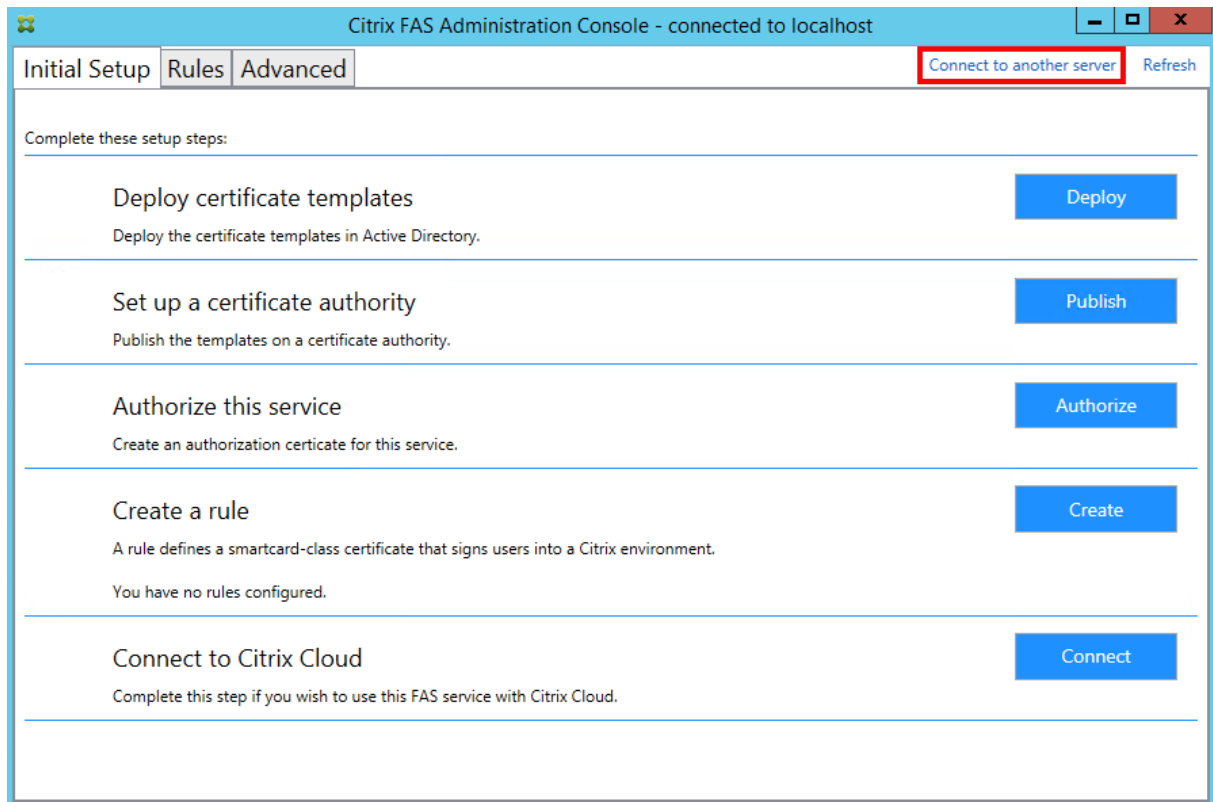 Citrix FAS Administration Console - connected to localhost
Initial Setup Rules Advanced Connect to another server Refresh
Complete these setup steps:
Deploy certificate templates
Deploy
Deploy the certificate templates in Active Directory.
Set up a certificate authority
Publish
Publish the templates on a certificate authority.
Authorize this service
Authorize
Create an authorization certicate for this service.
Create a rule
Create
A rule defines a smartcard-class certificate that signs users into a Citrix environment.
You have no rules configured.
Connect to Citrix Cloud
Connect
Complete this step if you wish to use this FAS service with Citrix Cloud.